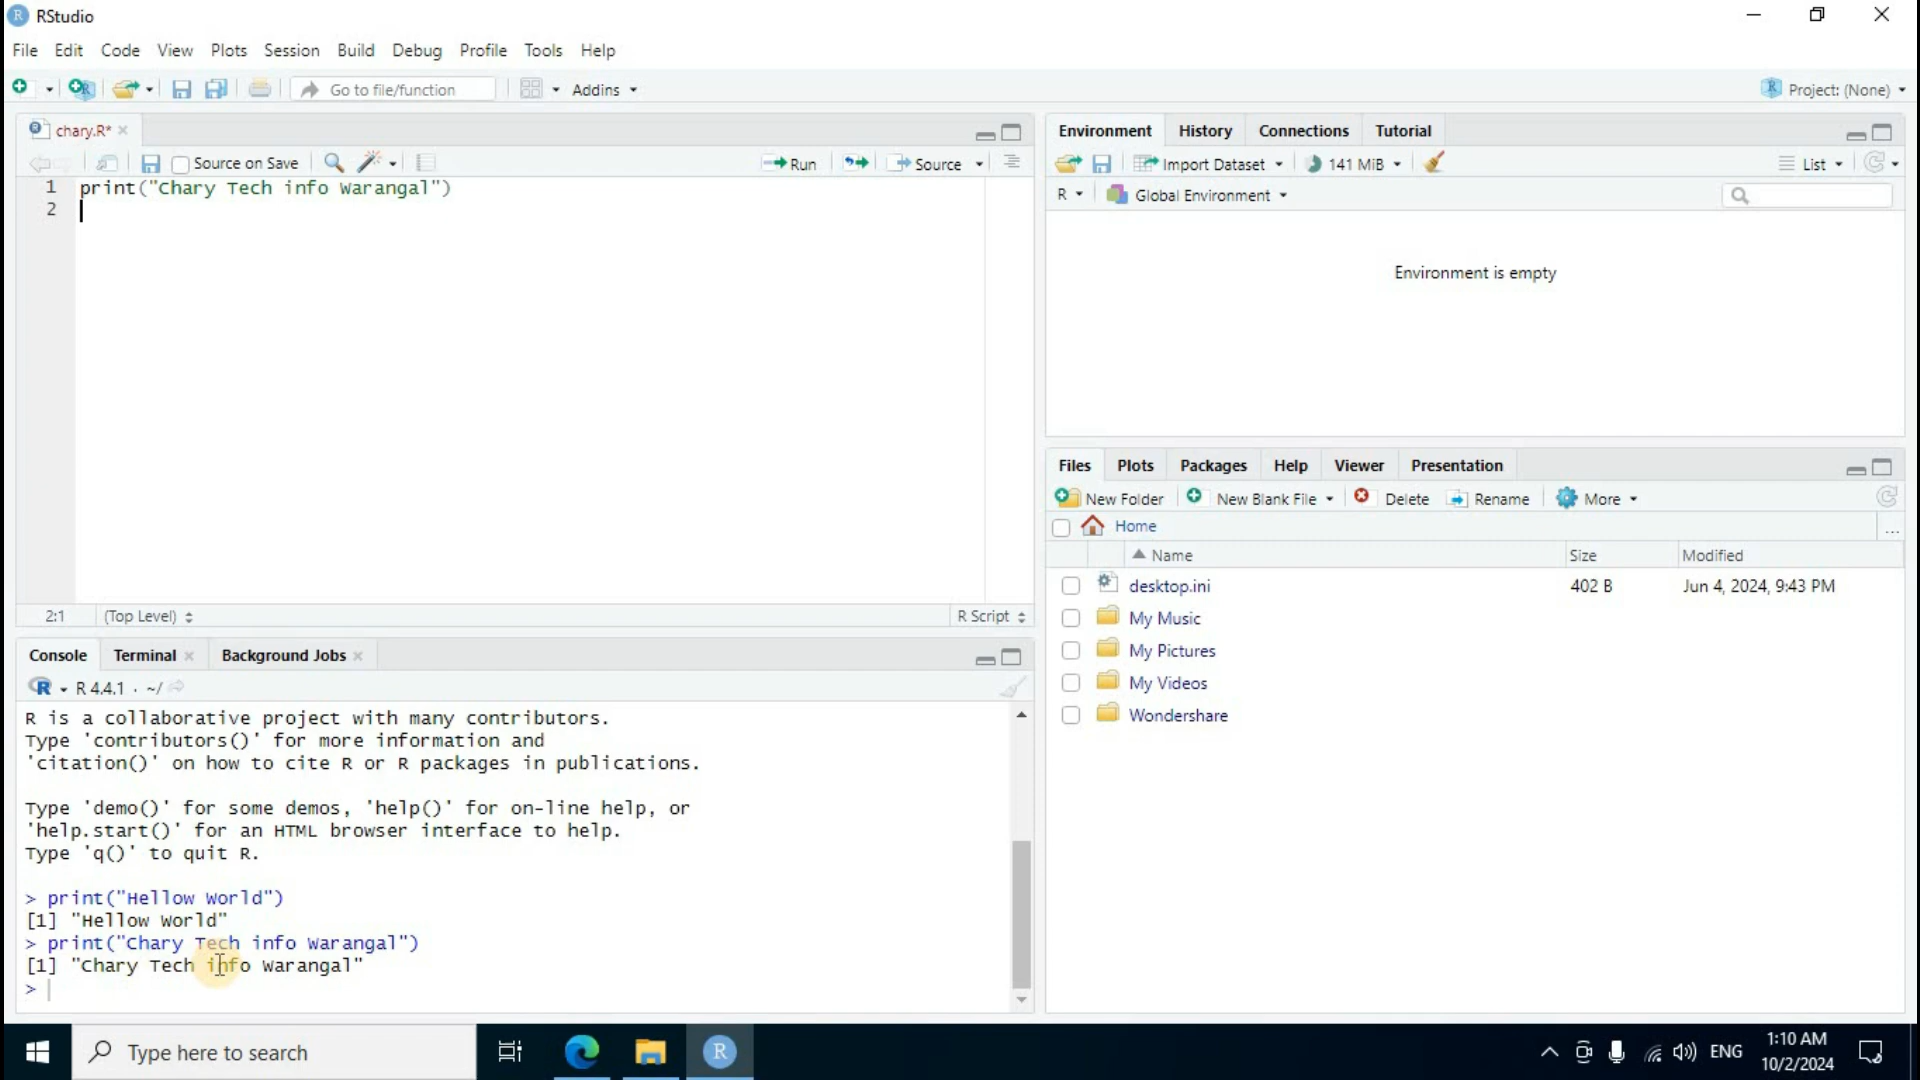 RStudio
File Edit Code View Plots Session Build Debug Profile Tools Help
Go to file/function Addins Project: (None)
chary.R*
Source on Save Run Source
1 print("Chary Tech info Warangal")
2
2:1 (Top Level) R Script
Console Terminal Background Jobs
R 4.4.1 · ~/
R is a collaborative project with many contributors.
Type 'contributors()' for more information and
'citation()' on how to cite R or R packages in publications.
Type 'demo()' for some demos, 'help()' for on-line help, or
'help.start()' for an HTML browser interface to help.
Type 'q()' to quit R.
> print("Hellow World")
[1] "Hellow World"
> print("Chary Tech info Warangal")
[1] "Chary Tech info Warangal"
>
Environment History Connections Tutorial
Import Dataset 141 MiB List
R Global Environment
Environment is empty
Files Plots Packages Help Viewer Presentation
New Folder New Blank File Delete Rename More
Home ...
Name Size Modified
desktop.ini 402 B Jun 4, 2024, 9:43 PM
My Music
My Pictures
My Videos
Wondershare
Type here to search
ENG
1:10 AM
10/2/2024